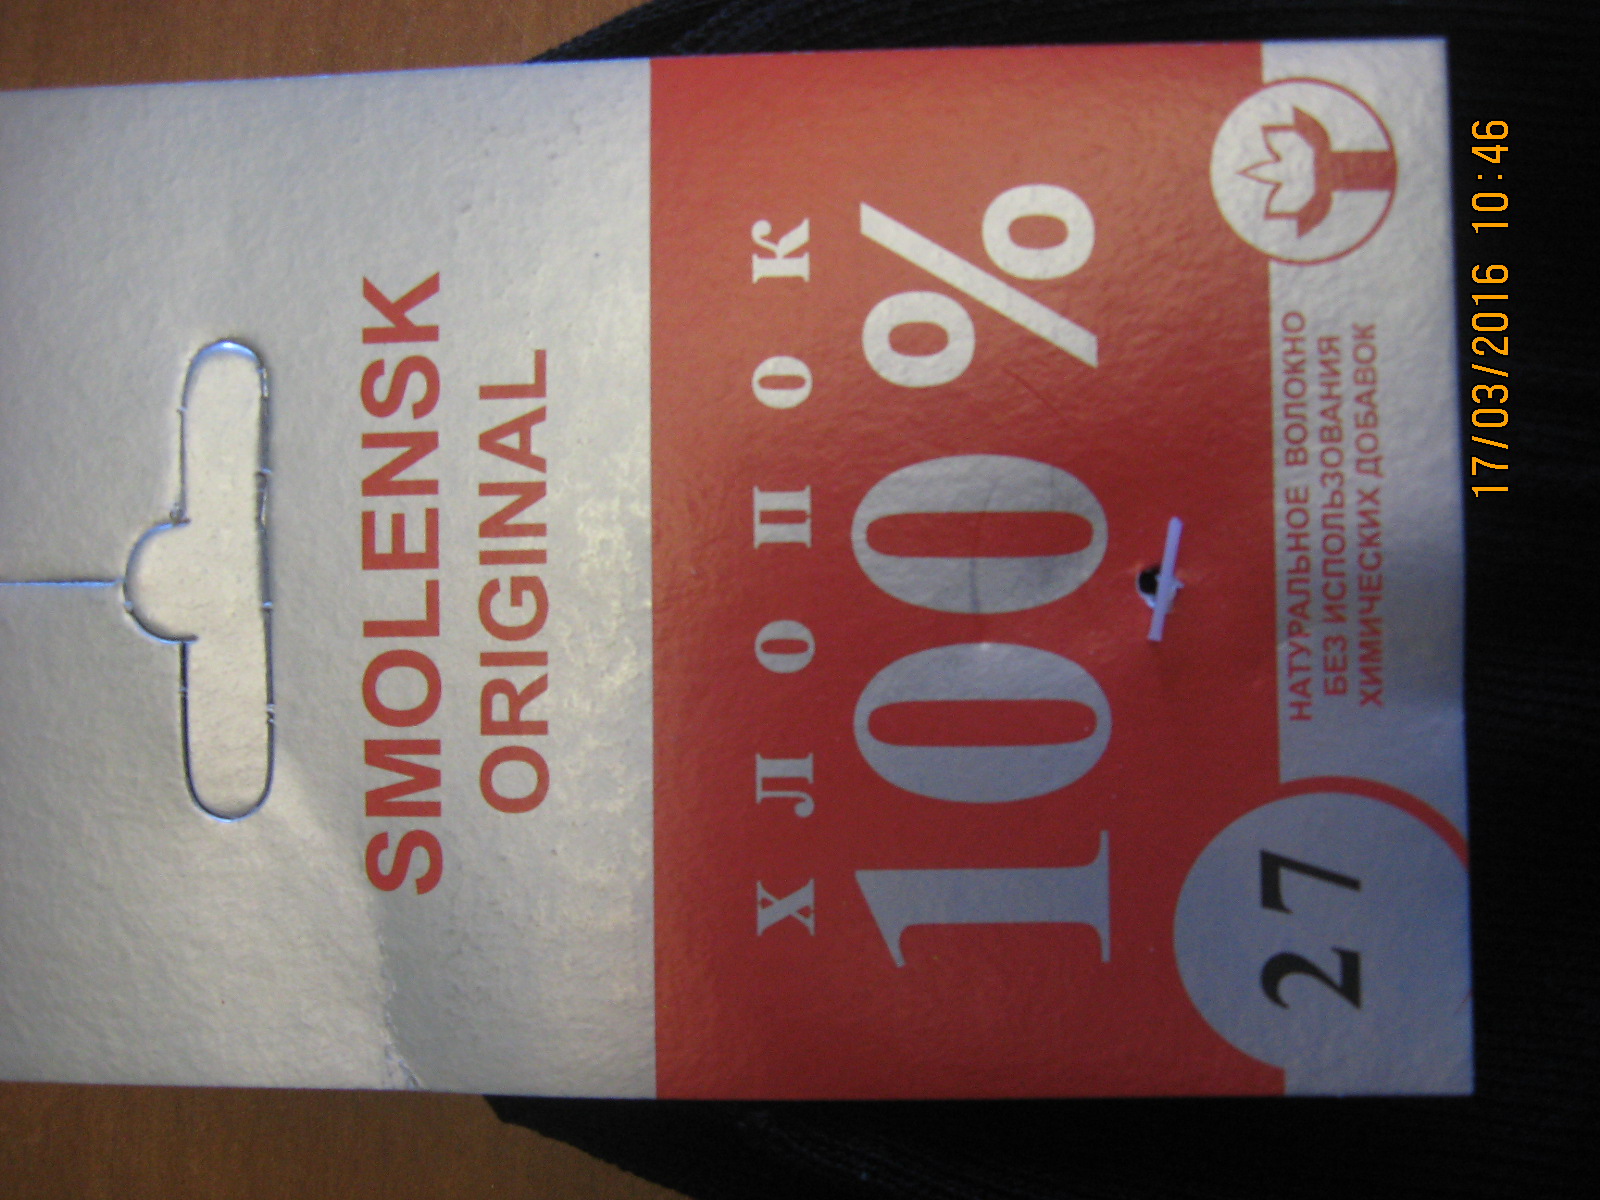 SMOLENSK
ORIGINAL
ХЛОПОК
100%
НАТУРАЛЬНОЕ ВОЛОКНО
БЕЗ ИСПОЛЬЗОВАНИЯ
ХИМИЧЕСКИХ ДОБАВОК
27
17/03/2016 10:46